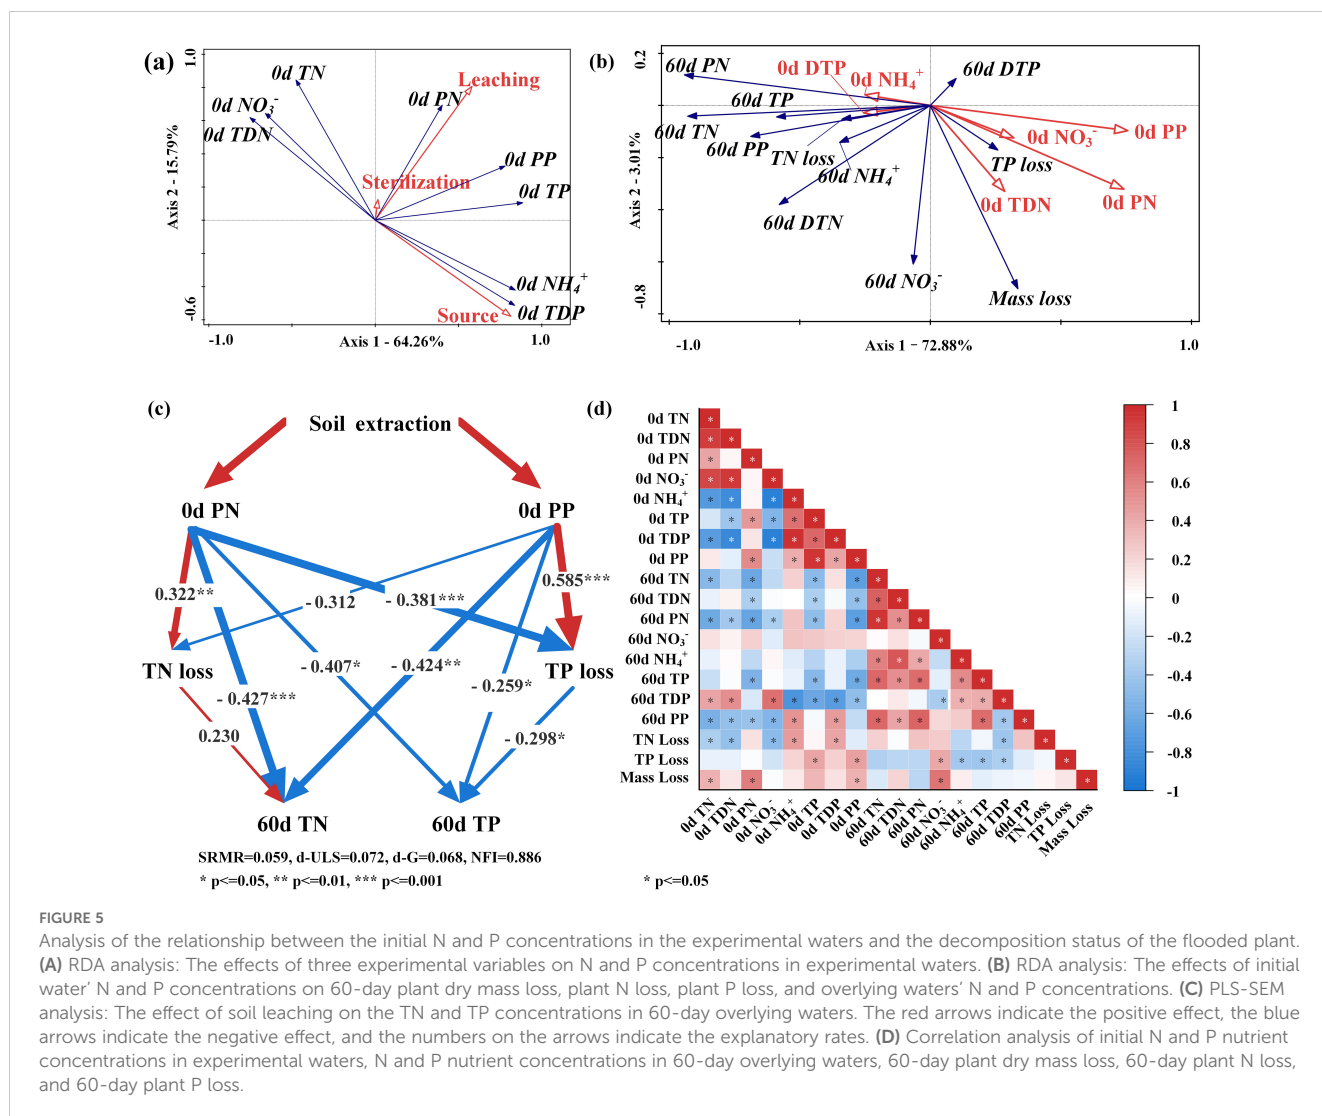 (a)
1.0
Axis 2 - 15.79%
-0.6
0d TN
0d NO₃⁻
0d TDN
0d PN
Leaching
0d PP
Sterilization
0d TP
0d NH₄⁺
0d TDP
Source
-1.0
Axis 1 - 64.26%
1.0
(b)
0.2
Axis 2 - 3.01%
-0.8
60d PN
0d DTP
0d NH₄⁺
60d DTP
60d TP
60d TN
60d PP
TN loss
60d NH₄⁺
0d NO₃⁻
0d PP
TP loss
0d TDN
0d PN
60d DTN
60d NO₃⁻
Mass loss
-1.0
Axis 1 - 72.88%
1.0
(c)
Soil extraction
0d PN
0d PP
0.322**
- 0.312
- 0.381***
0.585***
TN loss
TP loss
- 0.407*
- 0.424**
- 0.259*
- 0.427***
0.230
- 0.298*
60d TN
60d TP
SRMR=0.059, d-ULS=0.072, d-G=0.068, NFI=0.886
* p<=0.05, ** p<=0.01, *** p<=0.001
(d)
0d TN
0d TDN
0d PN
0d NO₃⁻
0d NH₄⁺
0d TP
0d TDP
0d PP
60d TN
60d TDN
60d PN
60d NO₃⁻
60d NH₄⁺
60d TP
60d TDP
60d PP
TN Loss
TP Loss
Mass Loss
0d TN
0d TDN
0d PN
0d NO₃⁻
0d NH₄⁺
0d TP
0d TDP
0d PP
60d TN
60d TDN
60d PN
60d NO₃⁻
60d NH₄⁺
60d TP
60d TDP
60d PP
TN Loss
TP Loss
Mass Loss
1
0.8
0.6
0.4
0.2
0
-0.2
-0.4
-0.6
-0.8
-1
* p<=0.05
FIGURE 5
Analysis of the relationship between the initial N and P concentrations in the experimental waters and the decomposition status of the flooded plant.
(A) RDA analysis: The effects of three experimental variables on N and P concentrations in experimental waters. (B) RDA analysis: The effects of initial
water' N and P concentrations on 60-day plant dry mass loss, plant N loss, plant P loss, and overlying waters' N and P concentrations. (C) PLS-SEM
analysis: The effect of soil leaching on the TN and TP concentrations in 60-day overlying waters. The red arrows indicate the positive effect, the blue
arrows indicate the negative effect, and the numbers on the arrows indicate the explanatory rates. (D) Correlation analysis of initial N and P nutrient
concentrations in experimental waters, N and P nutrient concentrations in 60-day overlying waters, 60-day plant dry mass loss, 60-day plant N loss,
and 60-day plant P loss.